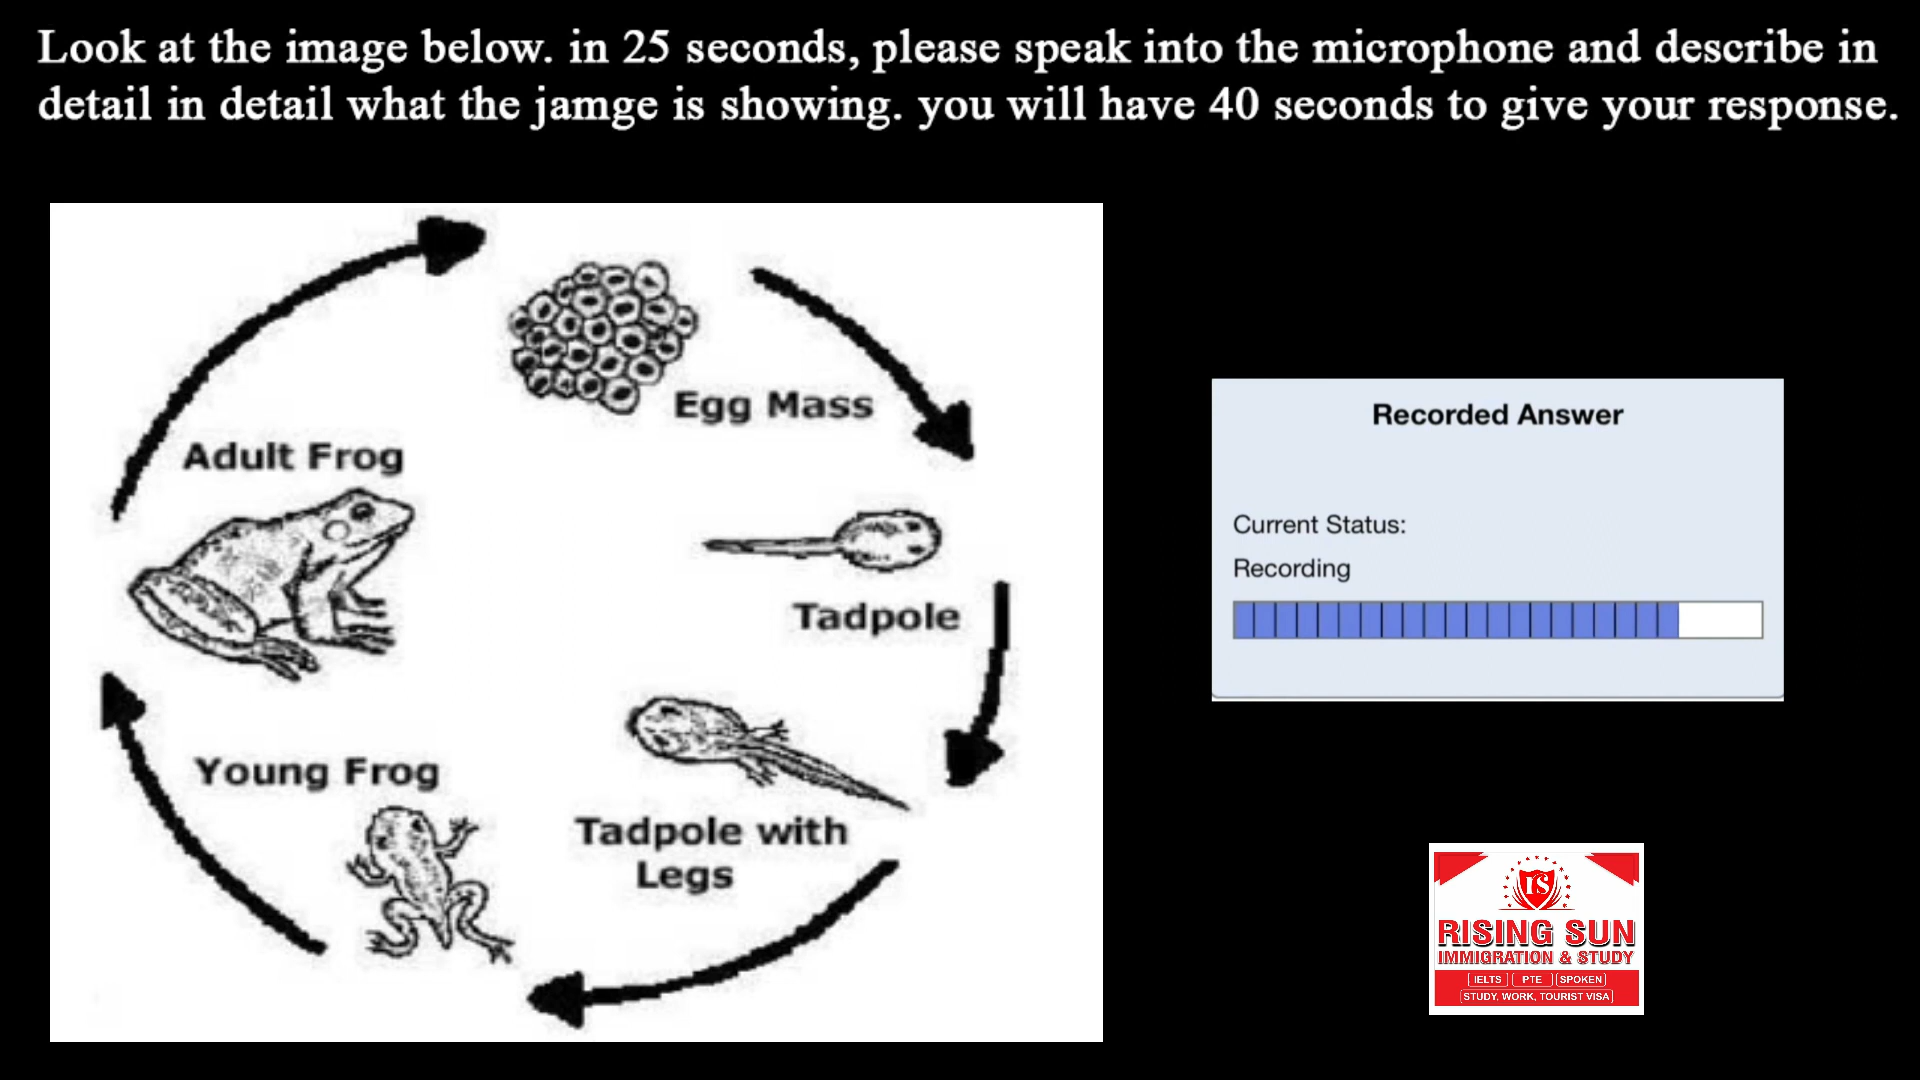 Look at the image below. in 25 seconds, please speak into the microphone and describe in
detail in detail what the jamge is showing. you will have 40 seconds to give your response.
Egg Mass
Adult Frog
Tadpole
Young Frog
Tadpole with
Legs
Recorded Answer
Current Status:
Recording
RS
RISING SUN
IMMIGRATION & STUDY
IELTS PTE SPOKEN
STUDY, WORK, TOURIST VISA